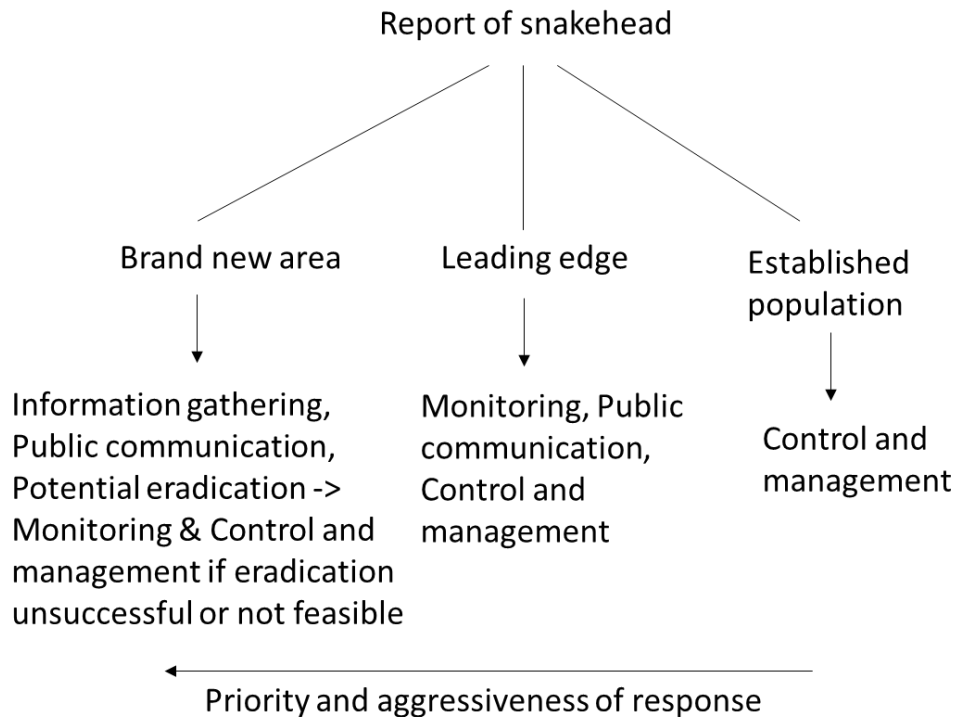 Report of snakehead
Brand new area
Information gathering,
Public communication,
Potential eradication ->
Monitoring & Control and
management if eradication
unsuccessful or not feasible
Leading edge
Monitoring, Public
communication,
Control and
management
Established
population
Control and
management
Priority and aggressiveness of response